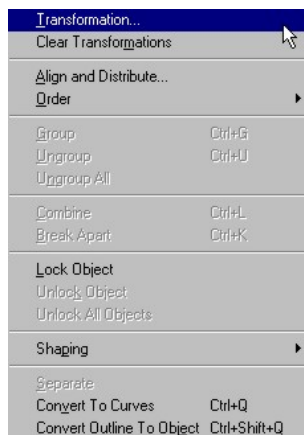 Transformation...
Clear Transformations
Align and Distribute...
Order
Group Ctrl+G
Ungroup Ctrl+U
Ungroup All
Combine Ctrl+L
Break Apart Ctrl+K
Lock Object
Unlock Object
Unlock All Objects
Shaping
Separate
Convert To Curves Ctrl+Q
Convert Outline To Object Ctrl+Shift+Q